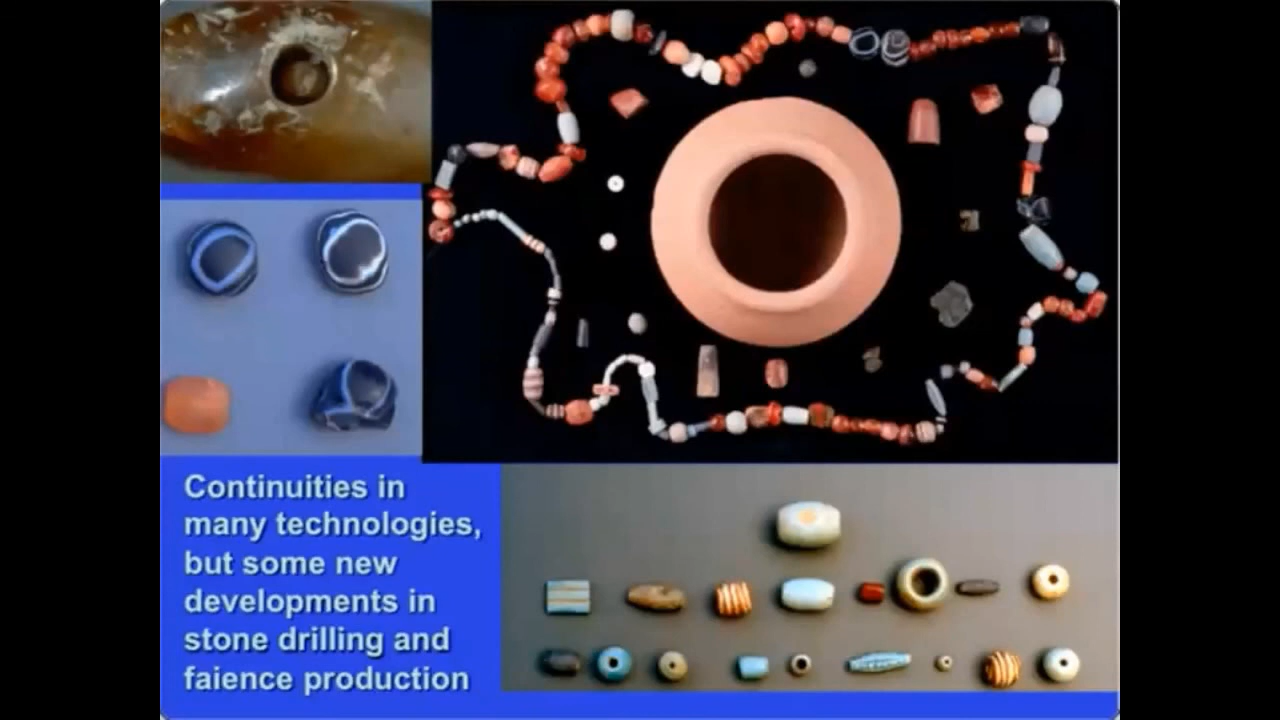 Continuities in
many technologies,
but some new
developments in
stone drilling and
faience production